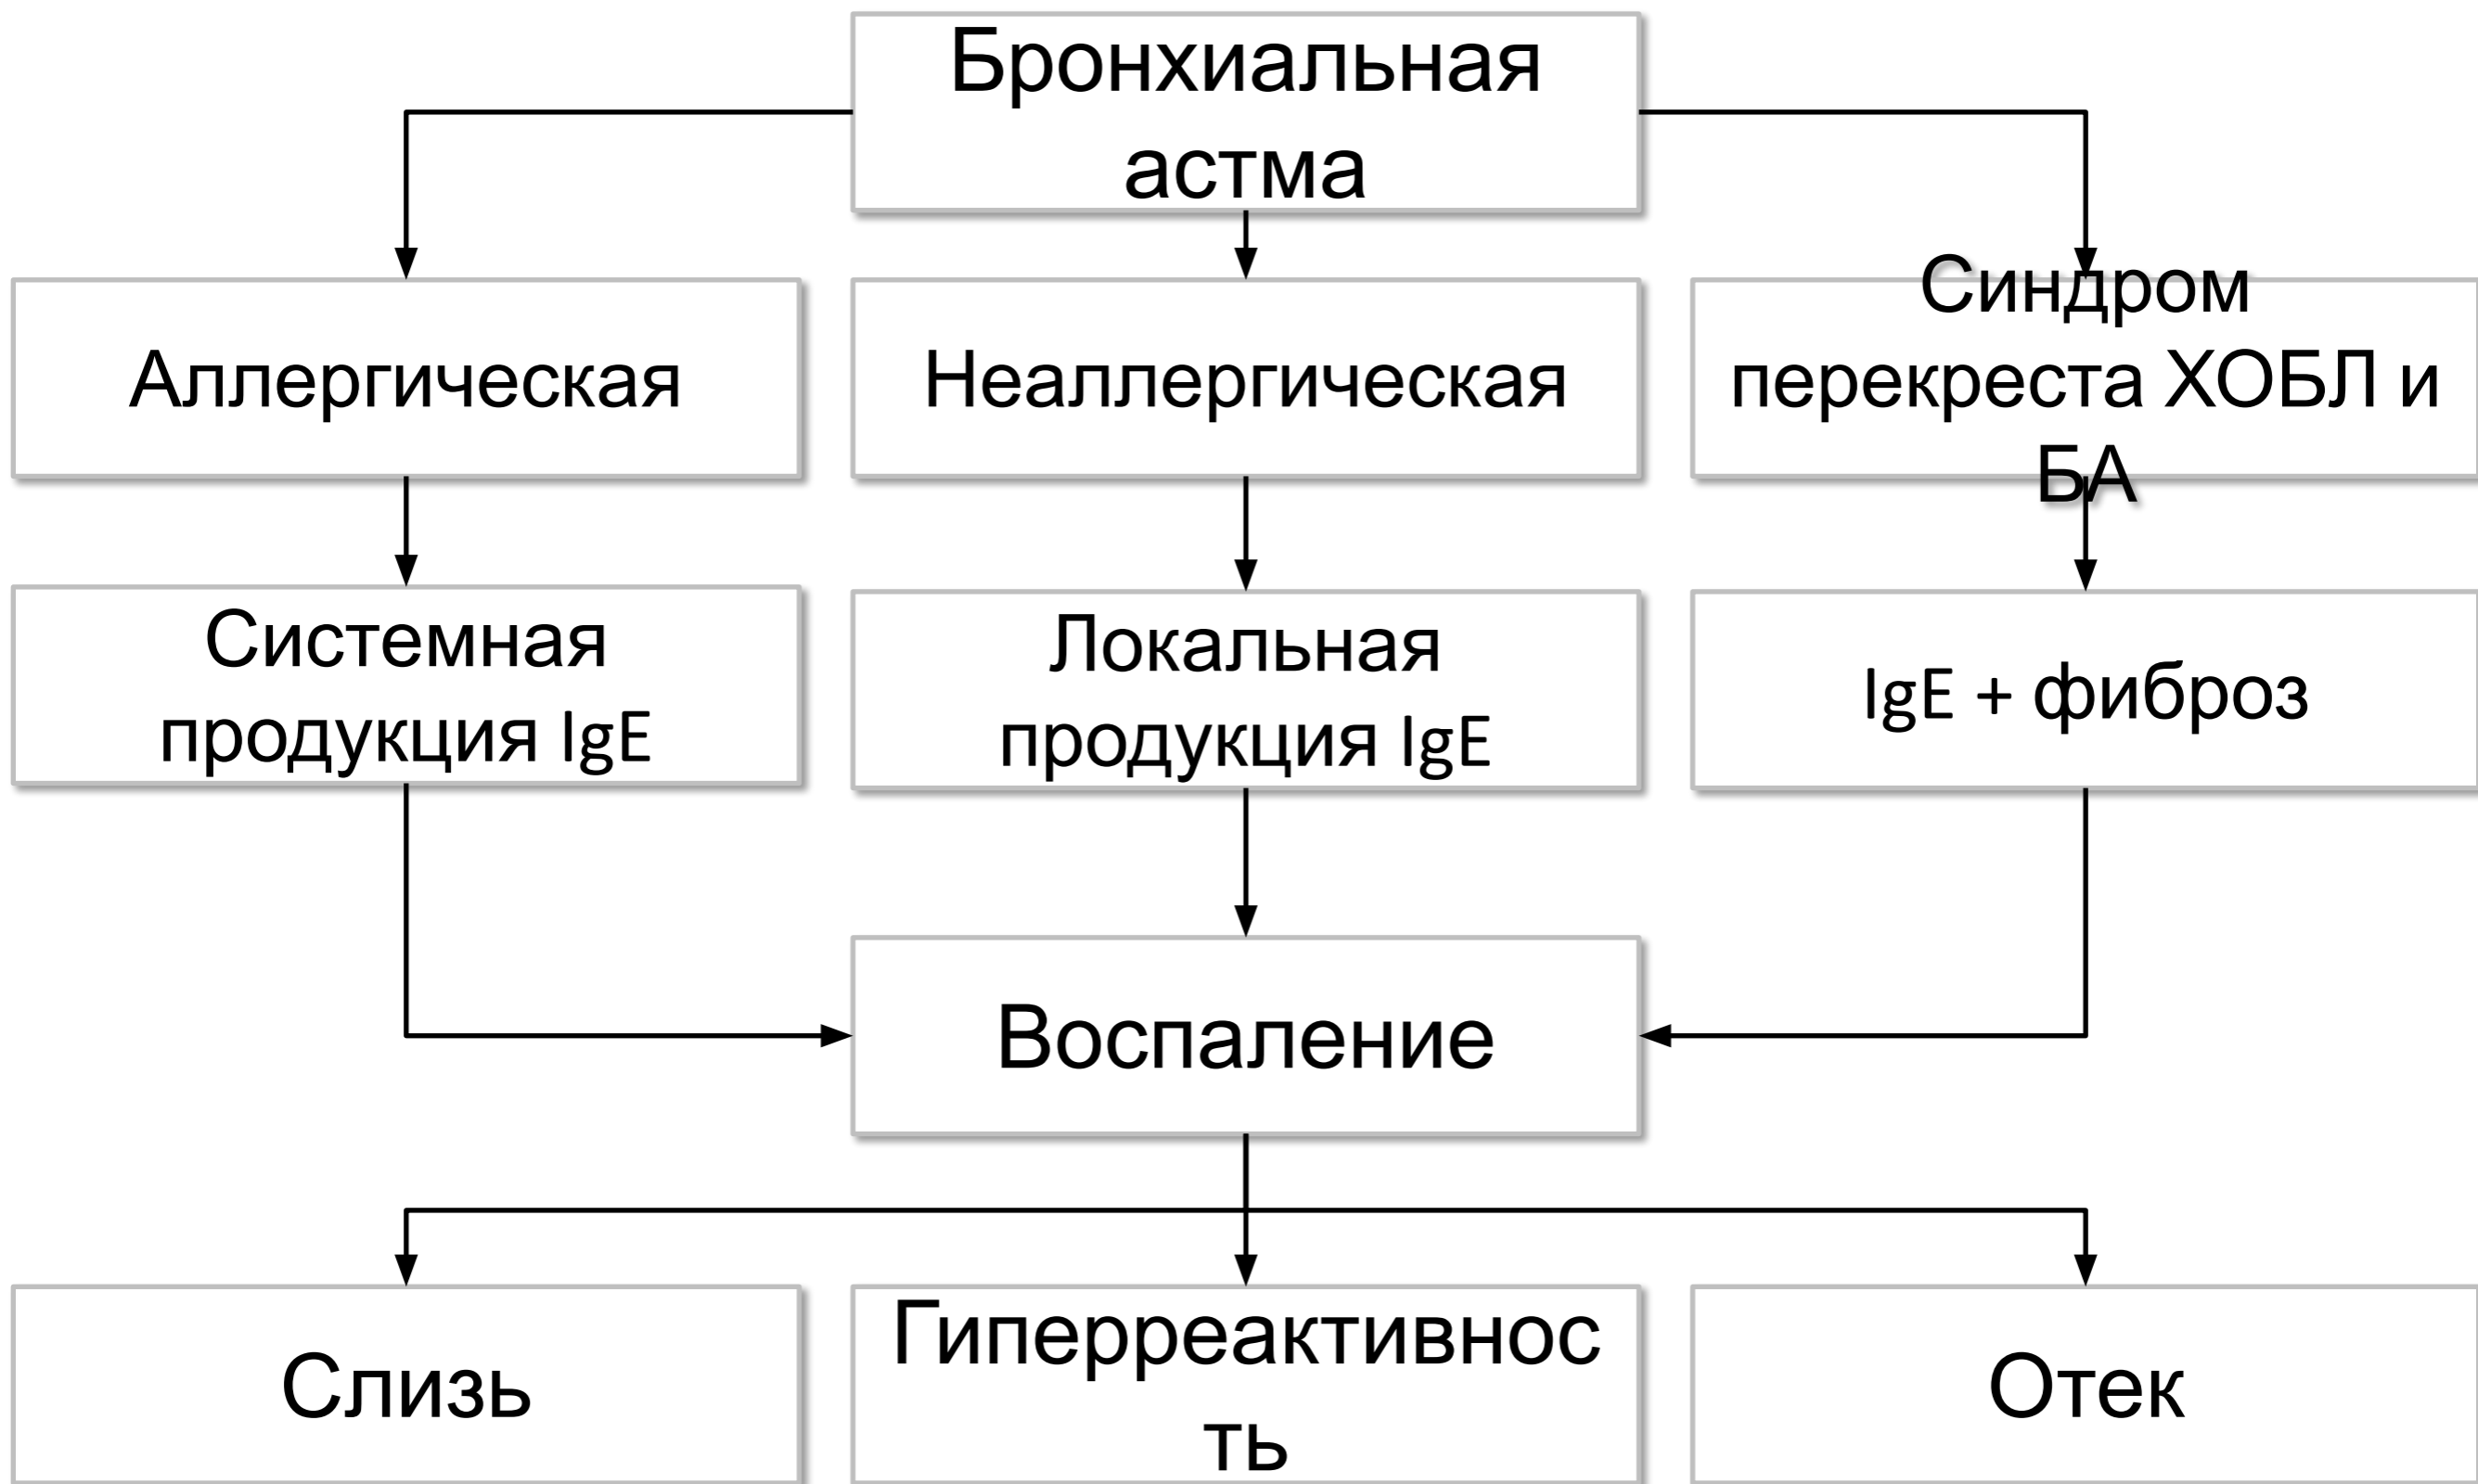 Бронхиальная
астма
Аллергическая
Неаллергическая
Синдром
перекреста ХОБЛ и
БА
Системная
продукция IgE
Локальная
продукция IgE
IgE + фиброз
Воспаление
Слизь
Гиперреактивнос
ть
Отек